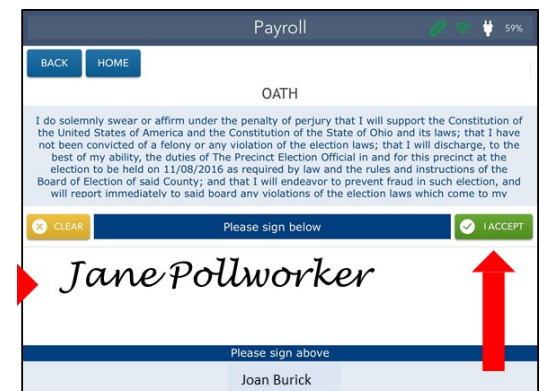 Payroll
59%
BACK HOME
OATH
I do solemnly swear or affirm under the penalty of perjury that I will support the Constitution of
the United States of America and the Constitution of the State of Ohio and its laws; that I have
not been convicted of a felony or any violation of the election laws; that I will discharge, to the
best of my ability, the duties of The Precinct Election Official in and for this precinct at the
election to be held on 11/08/2016 as required by law and the rules and instructions of the
Board of Election of said County; and that I will endeavor to prevent fraud in such election, and
will report immediately to said board any violations of the election laws which come to my
CLEAR Please sign below I ACCEPT
Jane Pollworker
Please sign above
Joan Burick